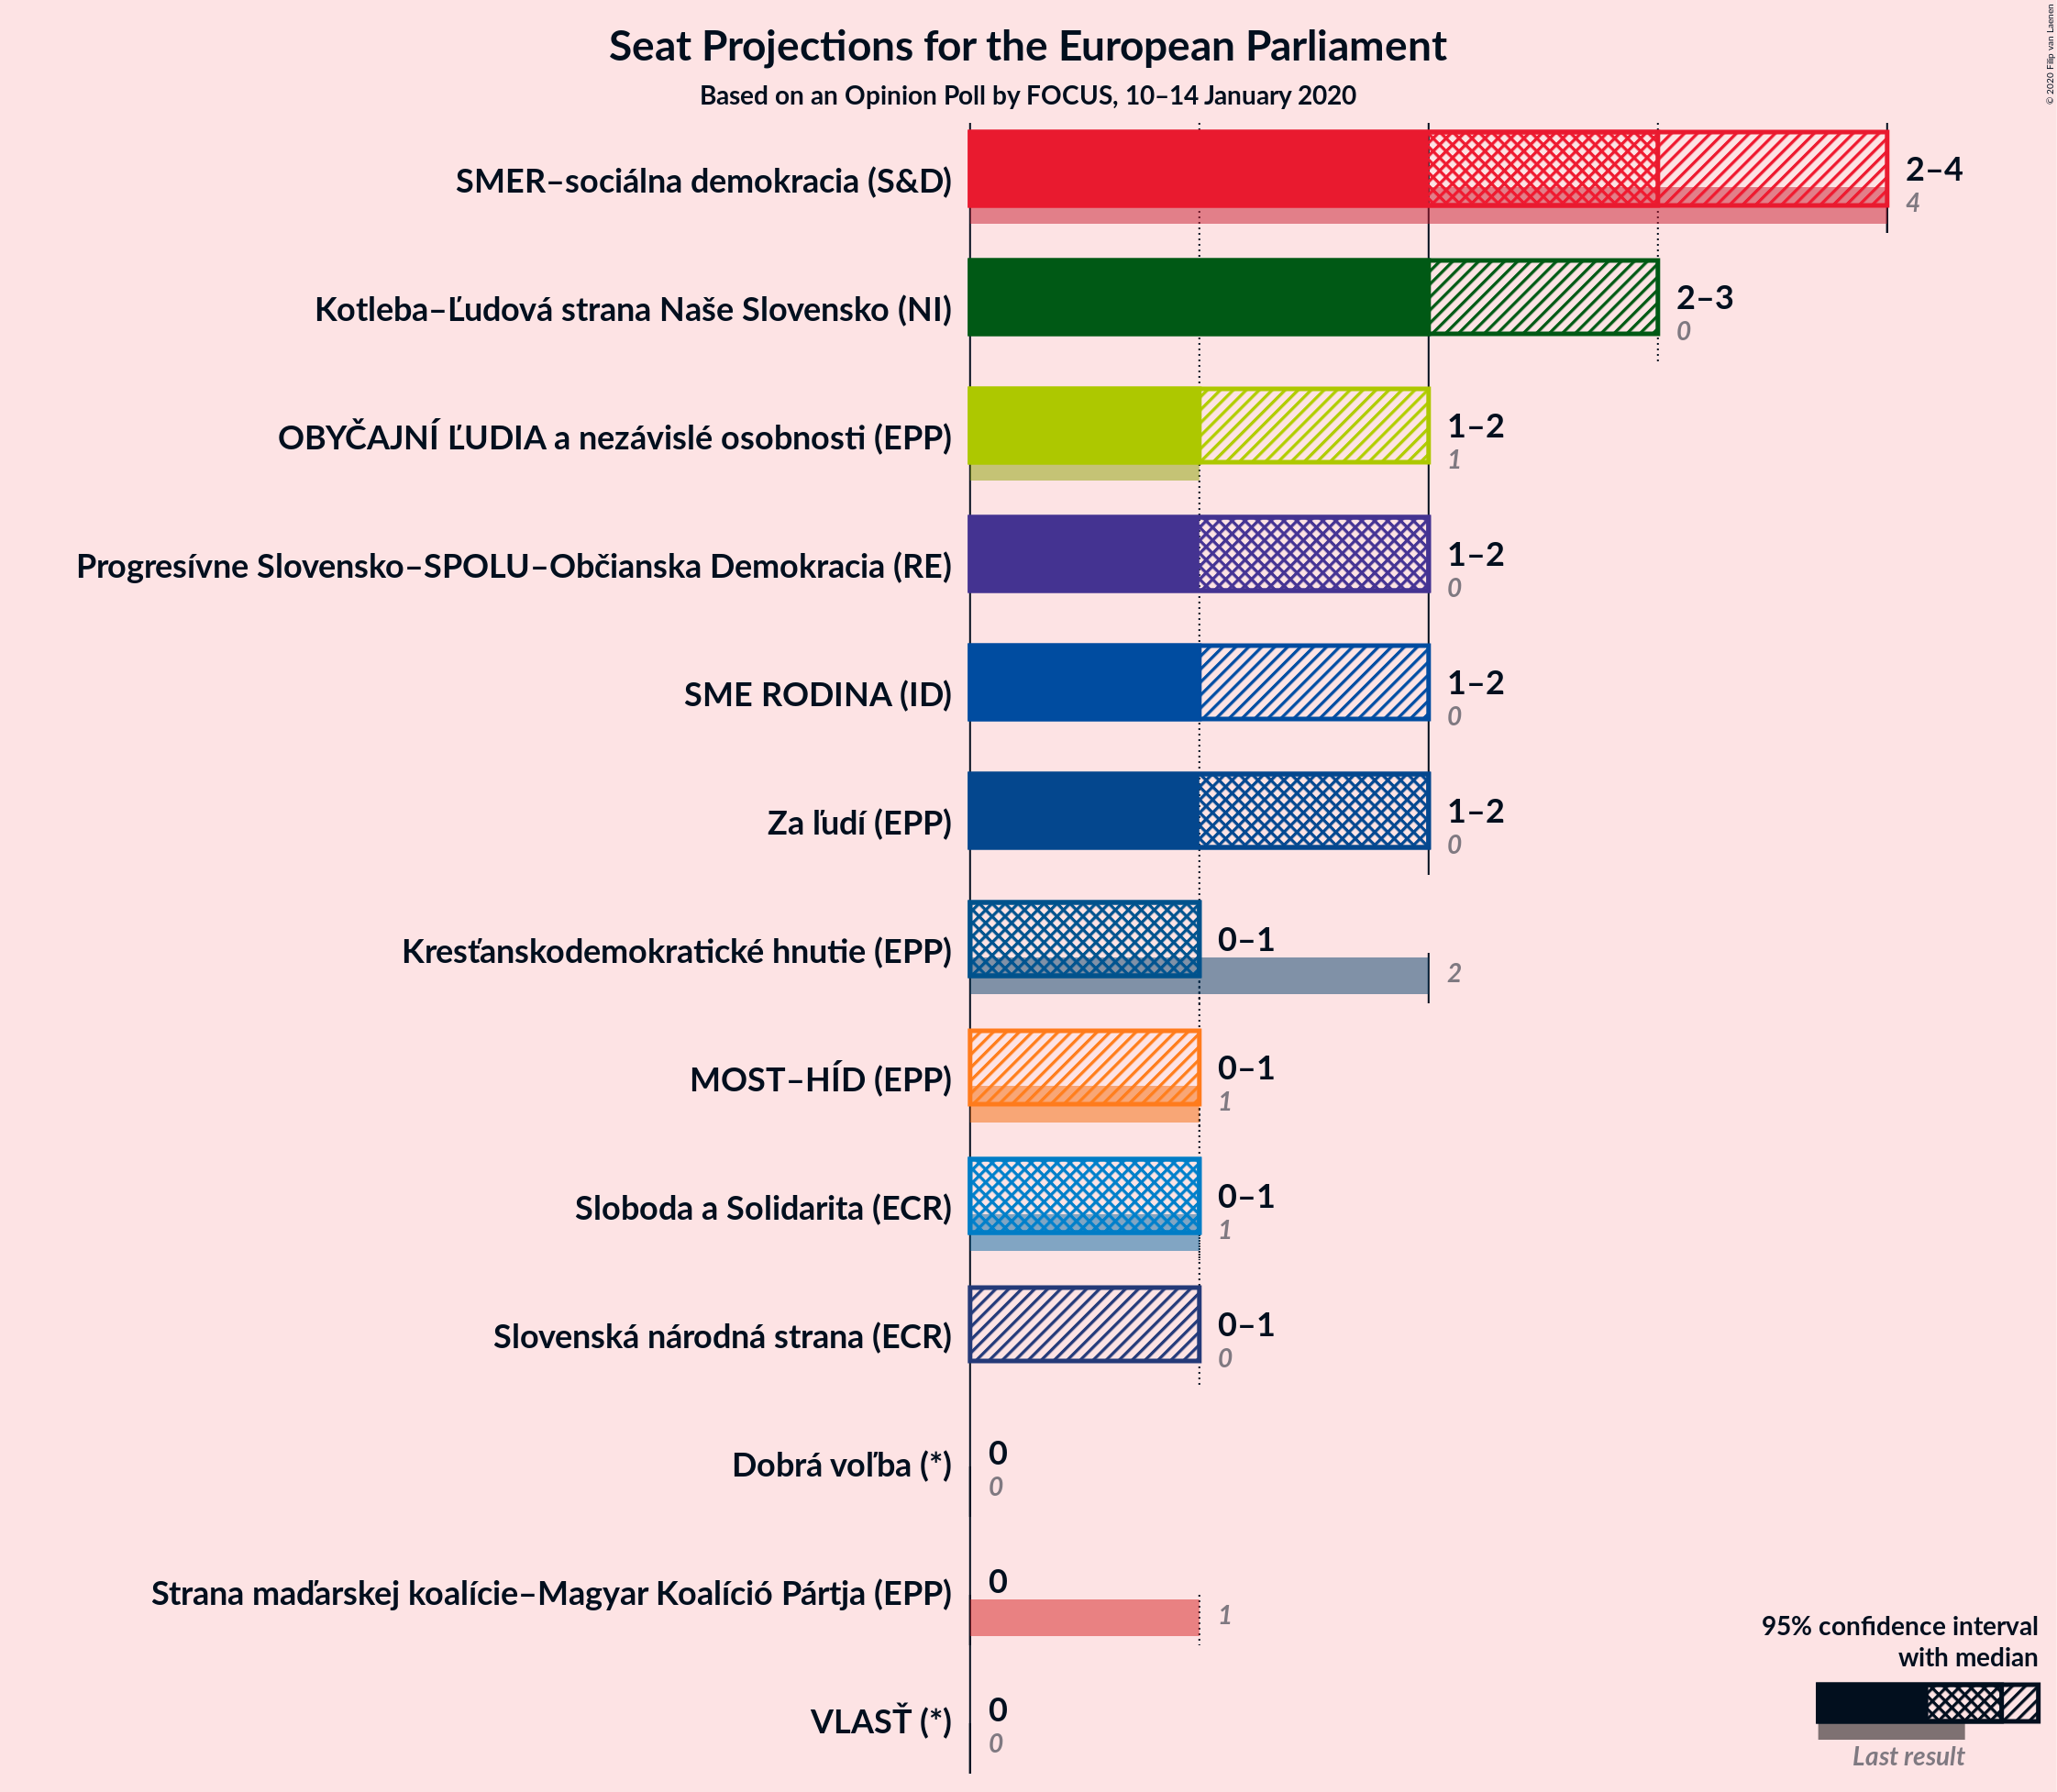 Seat Projections for the European Parliament
Based on an Opinion Poll by FOCUS, 10–14 January 2020
© 2020 Filip van Laenen
SMER–sociálna demokracia (S&D)
2–4
4
Kotleba–Ľudová strana Naše Slovensko (NI)
2–3
0
OBYČAJNÍ ĽUDIA a nezávislé osobnosti (EPP)
1–2
1
Progresívne Slovensko–SPOLU–Občianska Demokracia (RE)
1–2
0
SME RODINA (ID)
1–2
0
Za ľudí (EPP)
1–2
0
Kresťanskodemokratické hnutie (EPP)
0–1
2
MOST–HÍD (EPP)
0–1
1
Sloboda a Solidarita (ECR)
0–1
1
Slovenská národná strana (ECR)
0–1
0
Dobrá voľba (*)
0
0
Strana maďarskej koalície–Magyar Koalíció Pártja (EPP)
0
1
VLASŤ (*)
0
0
95% confidence interval
with median
Last result